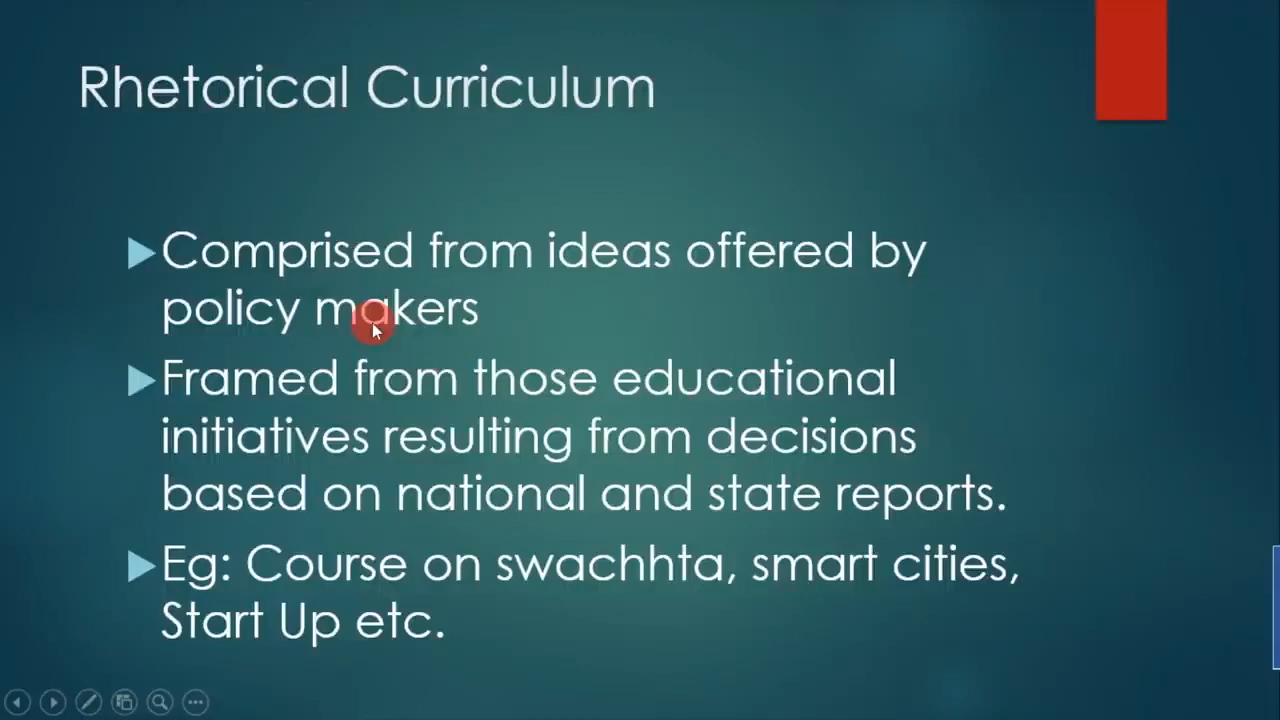 Rhetorical Curriculum
Comprised from ideas offered by
policy makers
Framed from those educational
initiatives resulting from decisions
based on national and state reports.
Eg: Course on swachhta, smart cities,
Start Up etc.